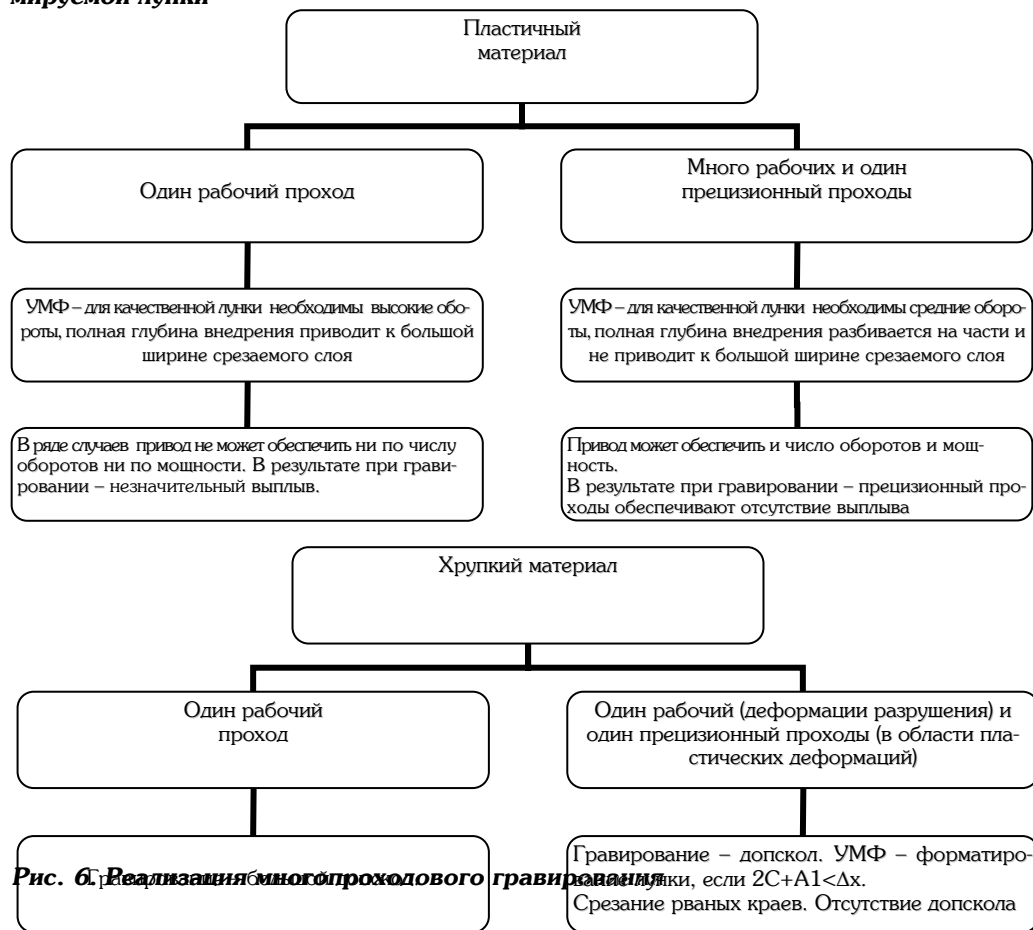 мируемой лунки
Пластичный
материал
Один рабочий проход
Много рабочих и один
прецизионный проходы
УМФ – для качественной лунки необходимы высокие обо-
роты, полная глубина внедрения приводит к большой
ширине срезаемого слоя
УМФ – для качественной лунки необходимы средние оборо-
ты, полная глубина внедрения разбивается на части и
не приводит к большой ширине срезаемого слоя
В ряде случаев привод не может обеспечить ни по числу
оборотов ни по мощности. В результате при грави-
ровании – незначительный выплыв.
Привод может обеспечить и число оборотов и мощ-
ность.
В результате при гравировании – прецизионный про-
ходы обеспечивают отсутствие выплыва
Хрупкий материал
Один рабочий
проход
Один рабочий (деформации разрушения) и
один прецизионный проходы (в области пла-
стических деформаций)
Гравирование – допскол. УМФ – форматиро-
вание лунки, если 2С+А1<Δх.
Срезание рваных краев. Отсутствие допскола
Рис. 6. Реализация многопроходового гравирования